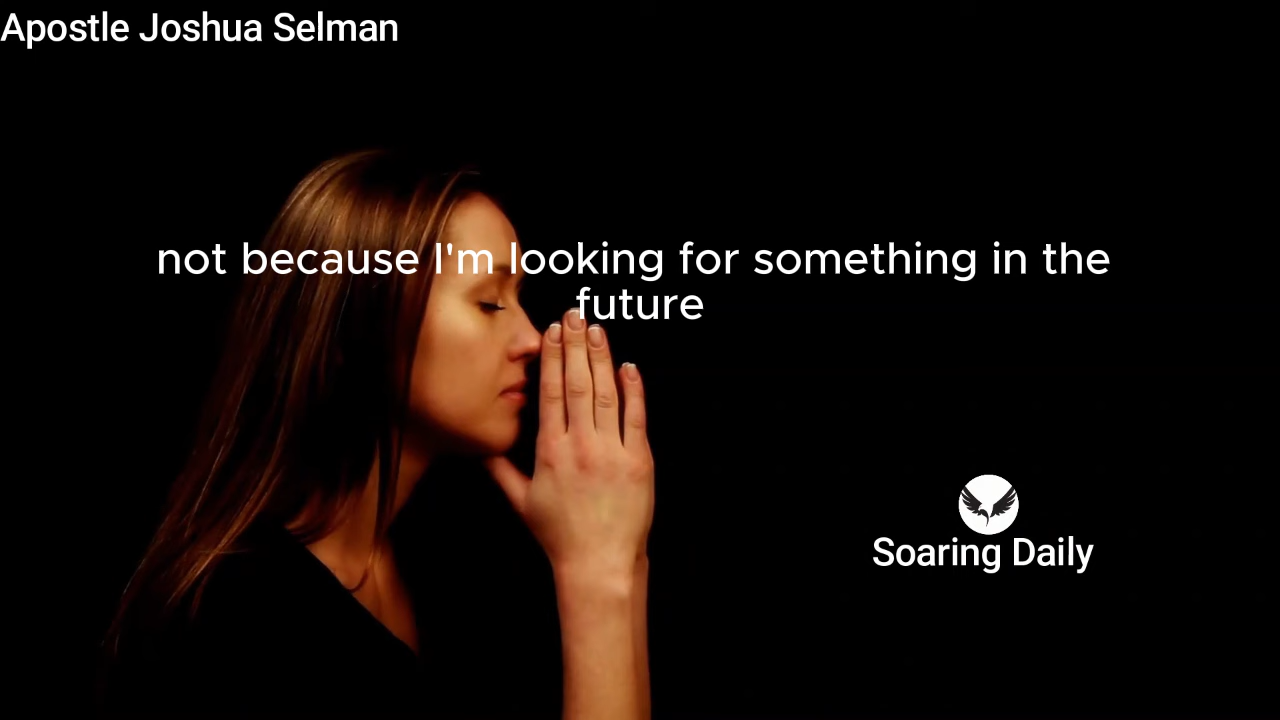 Apostle Joshua Selman
not because I'm looking for something in the
future
Soaring Daily